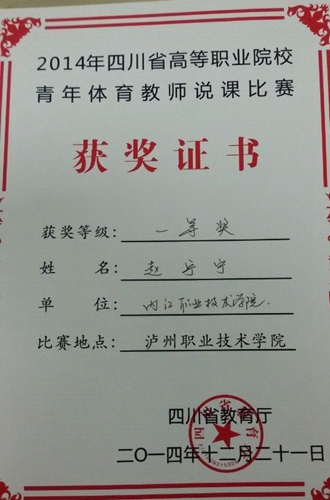 2014年四川省高等职业院校
青年体育教师说课比赛
获奖证书
获奖等级：一等奖
姓名：赵
单位：内江职业技术学院
比赛地点：泸州职业技术学院
四川省教育厅
二〇一四年十二月二十一日